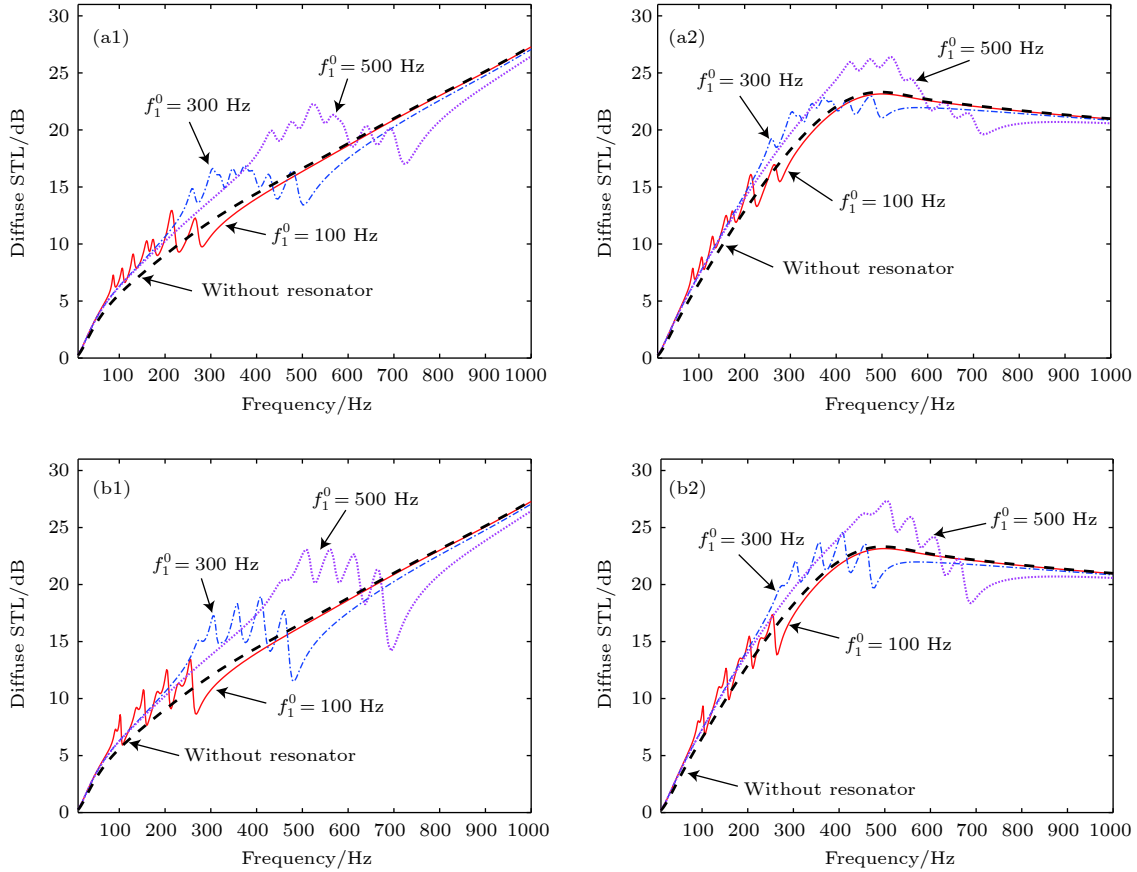 (a1)
f₁⁰ = 500 Hz
f₁⁰ = 300 Hz
f₁⁰ = 100 Hz
Without resonator
Diffuse STL/dB
30
25
20
15
10
5
0
100 200 300 400 500 600 700 800 900 1000
Frequency/Hz
(a2)
f₁⁰ = 500 Hz
f₁⁰ = 300 Hz
f₁⁰ = 100 Hz
Without resonator
Diffuse STL/dB
30
25
20
15
10
5
0
100 200 300 400 500 600 700 800 900 1000
Frequency/Hz
(b1)
f₁⁰ = 500 Hz
f₁⁰ = 300 Hz
f₁⁰ = 100 Hz
Without resonator
Diffuse STL/dB
30
25
20
15
10
5
0
100 200 300 400 500 600 700 800 900 1000
Frequency/Hz
(b2)
f₁⁰ = 500 Hz
f₁⁰ = 300 Hz
f₁⁰ = 100 Hz
Without resonator
Diffuse STL/dB
30
25
20
15
10
5
0
100 200 300 400 500 600 700 800 900 1000
Frequency/Hz